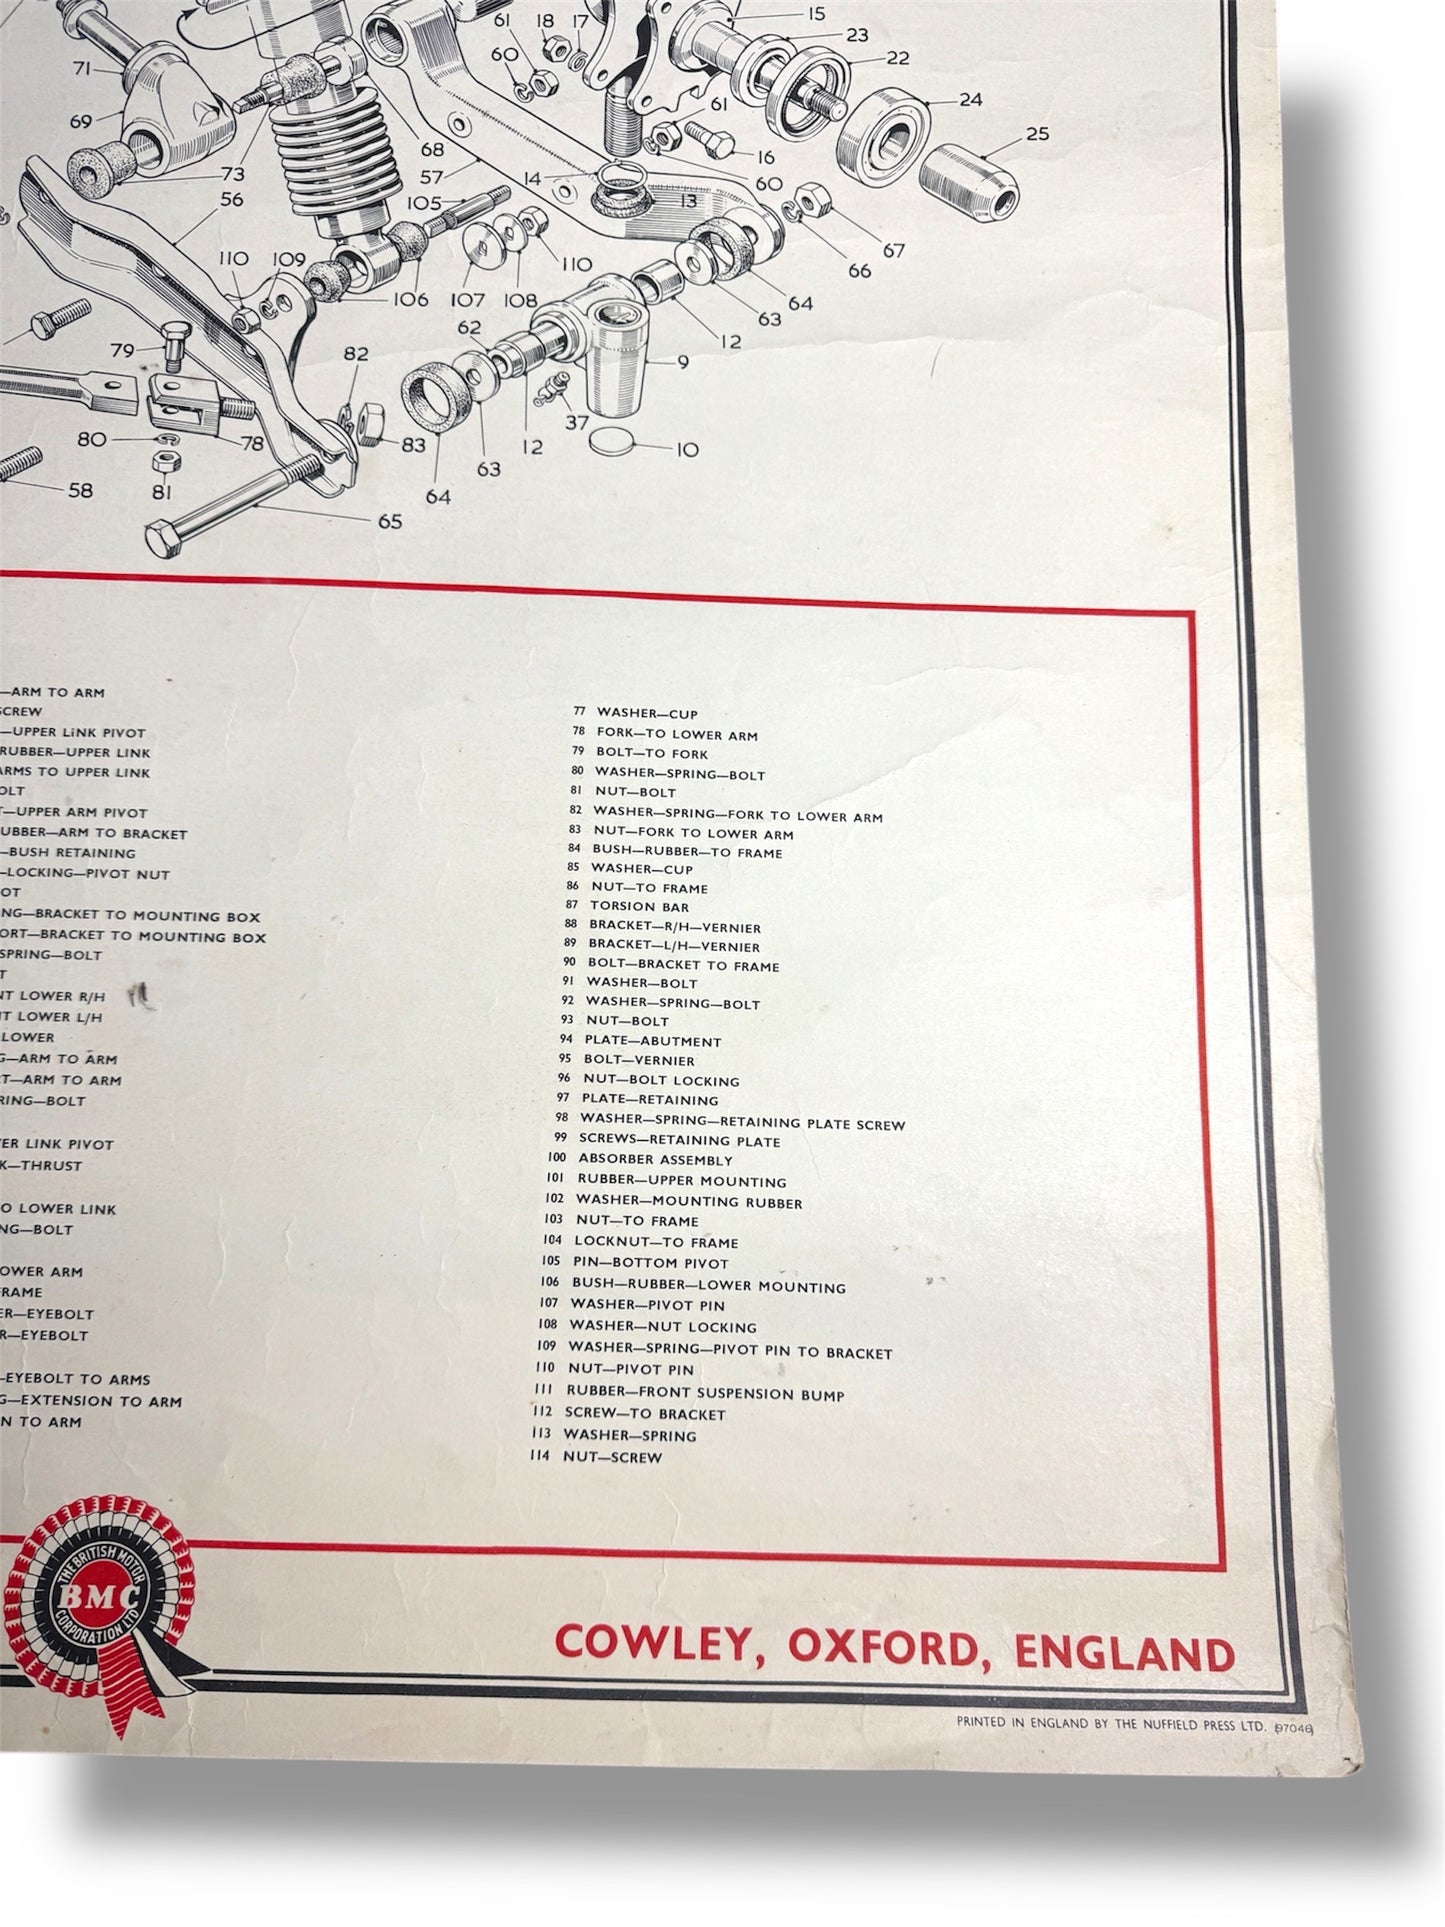 61
18
17
15
23
22
71
60
24
61
69
25
68
16
73
57
14
60
56
105
13
67
110
109
110
66
106
107
108
64
62
63
79
82
12
9
37
80
78
83
12
10
63
58
81
64
65
—ARM TO ARM
SCREW
—UPPER LINK PIVOT
RUBBER—UPPER LINK
ARMS TO UPPER LINK
OLT
T—UPPER ARM PIVOT
UBBER—ARM TO BRACKET
—BUSH RETAINING
—LOCKING—PIVOT NUT
OT
NG—BRACKET TO MOUNTING BOX
ORT—BRACKET TO MOUNTING BOX
SPRING—BOLT
T
NT LOWER R/H
NT LOWER L/H
LOWER
G—ARM TO ARM
RT—ARM TO ARM
RING—BOLT
ER LINK PIVOT
K—THRUST
O LOWER LINK
NG—BOLT
OWER ARM
FRAME
ER—EYEBOLT
R—EYEBOLT
—EYEBOLT TO ARMS
G—EXTENSION TO ARM
N TO ARM
77 WASHER—CUP
78 FORK—TO LOWER ARM
79 BOLT—TO FORK
80 WASHER—SPRING—BOLT
81 NUT—BOLT
82 WASHER—SPRING—FORK TO LOWER ARM
83 NUT—FORK TO LOWER ARM
84 BUSH—RUBBER—TO FRAME
85 WASHER—CUP
86 NUT—TO FRAME
87 TORSION BAR
88 BRACKET—R/H—VERNIER
89 BRACKET—L/H—VERNIER
90 BOLT—BRACKET TO FRAME
91 WASHER—BOLT
92 WASHER—SPRING—BOLT
93 NUT—BOLT
94 PLATE—ABUTMENT
95 BOLT—VERNIER
96 NUT—BOLT LOCKING
97 PLATE—RETAINING
98 WASHER—SPRING—RETAINING PLATE SCREW
99 SCREWS—RETAINING PLATE
100 ABSORBER ASSEMBLY
101 RUBBER—UPPER MOUNTING
102 WASHER—MOUNTING RUBBER
103 NUT—TO FRAME
104 LOCKNUT—TO FRAME
105 PIN—BOTTOM PIVOT
106 BUSH—RUBBER—LOWER MOUNTING
107 WASHER—PIVOT PIN
108 WASHER—NUT LOCKING
109 WASHER—SPRING—PIVOT PIN TO BRACKET
110 NUT—PIVOT PIN
111 RUBBER—FRONT SUSPENSION BUMP
112 SCREW—TO BRACKET
113 WASHER—SPRING
114 NUT—SCREW
THE BRITISH MOTOR
BMC
CORPORATION LTD
COWLEY, OXFORD, ENGLAND
PRINTED IN ENGLAND BY THE NUFFIELD PRESS LTD. (97046)